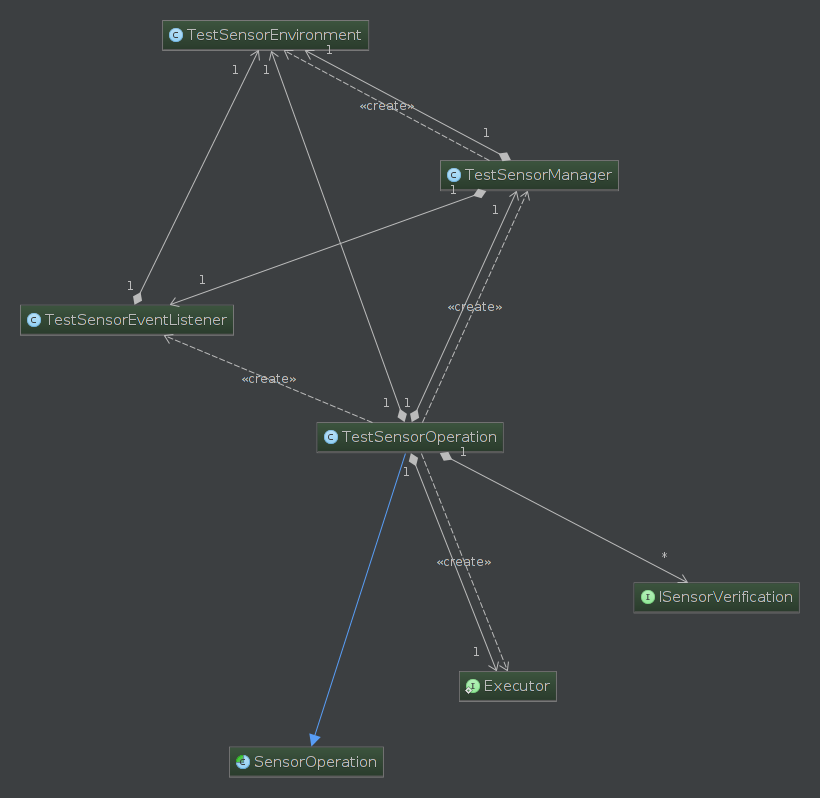 C TestSensorEnvironment
1
1 1
«create»
1
C TestSensorManager
1
1
1
1
C TestSensorEventListener
«create»
«create»
1 1
C TestSensorOperation
1
1
*
«create»
I ISensorVerification
1
I Executor
C SensorOperation